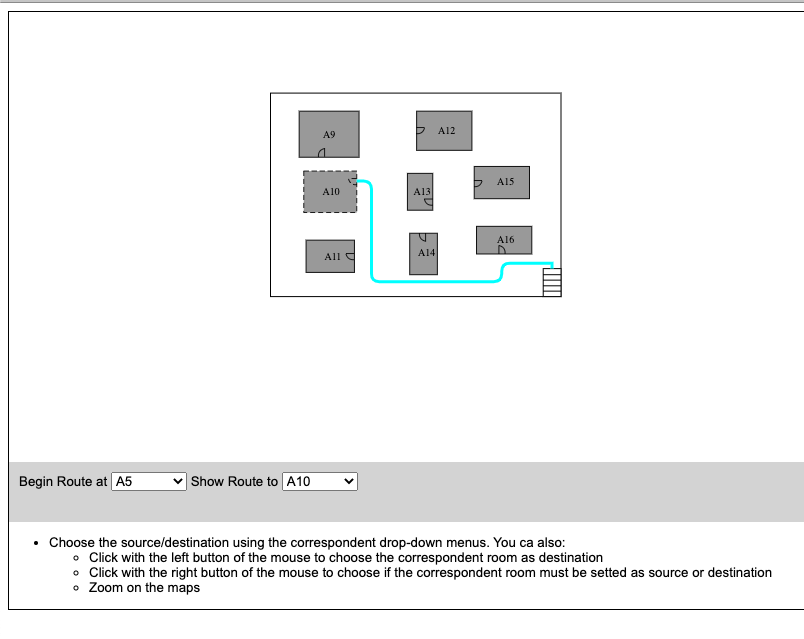 A9
A12
A10
A13
A15
A11
A14
A16
Begin Route at A5 Show Route to A10
Choose the source/destination using the correspondent drop-down menus. You ca also:
Click with the left button of the mouse to choose the correspondent room as destination
Click with the right button of the mouse to choose if the correspondent room must be setted as source or destination
Zoom on the maps